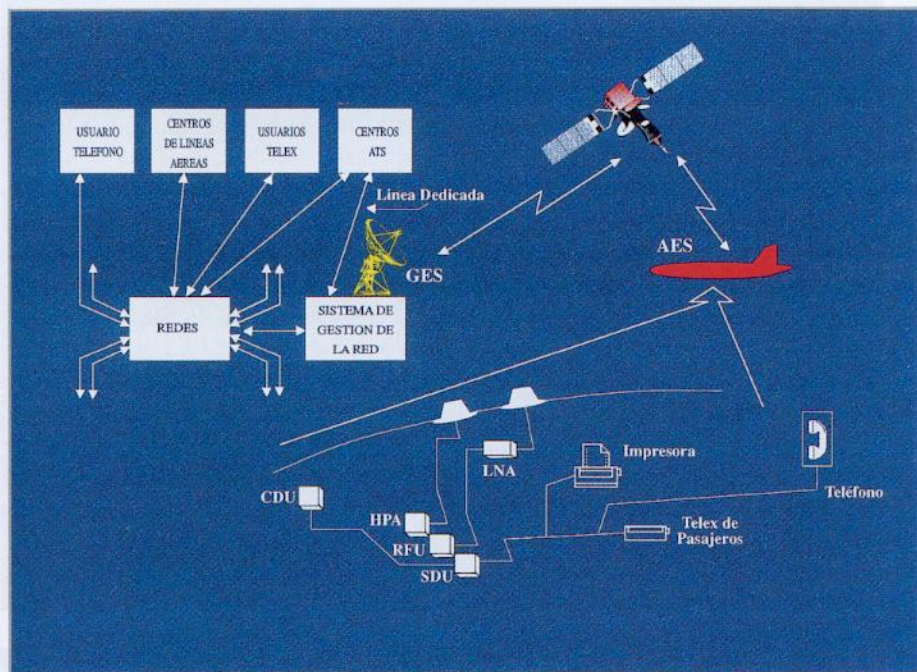 USUARIO
TELEFONO
CENTROS
DE LINEAS
AEREAS
USUARIOS
TELEX
CENTROS
ATS
Linea Dedicada
GES
AES
REDES
SISTEMA DE
GESTION DE
LA RED
CDU
HPA
RFU
SDU
LNA
Impresora
Teléfono
Telex de
Pasajeros